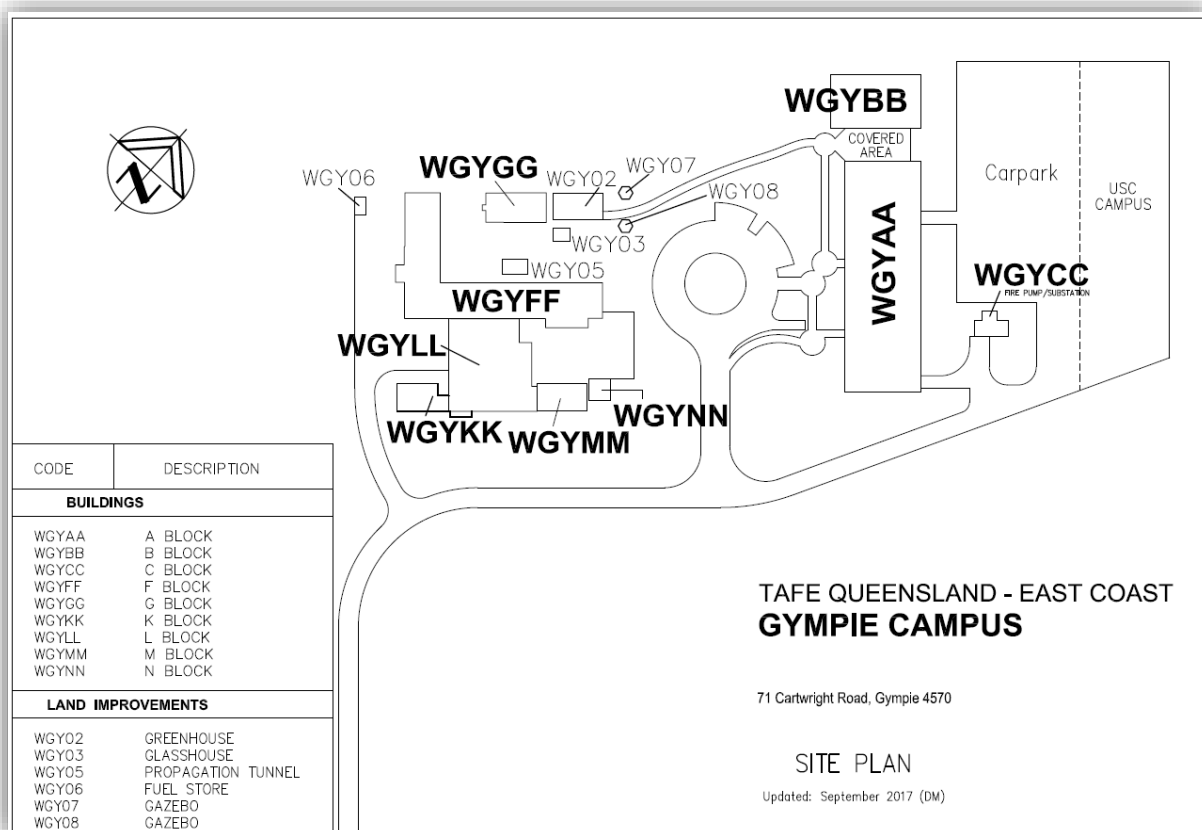 WGYBB
COVERED
AREA
WGY06
WGYGG
WGY02
WGY07
WGY08
WGY03
WGY05
WGYFF
WGYLL
WGYKK
WGYMM
WGYNN
WGYAA
Carpark
USC
CAMPUS
WGYCC
FIRE PUMP/SUBSTATION
N
CODE DESCRIPTION
BUILDINGS
WGYAA A BLOCK
WGYBB B BLOCK
WGYCC C BLOCK
WGYFF F BLOCK
WGYGG G BLOCK
WGYKK K BLOCK
WGYLL L BLOCK
WGYMM M BLOCK
WGYNN N BLOCK
LAND IMPROVEMENTS
WGY02 GREENHOUSE
WGY03 GLASSHOUSE
WGY05 PROPAGATION TUNNEL
WGY06 FUEL STORE
WGY07 GAZEBO
WGY08 GAZEBO
TAFE QUEENSLAND - EAST COAST
GYMPIE CAMPUS
71 Cartwright Road, Gympie 4570
SITE PLAN
Updated: September 2017 (DM)